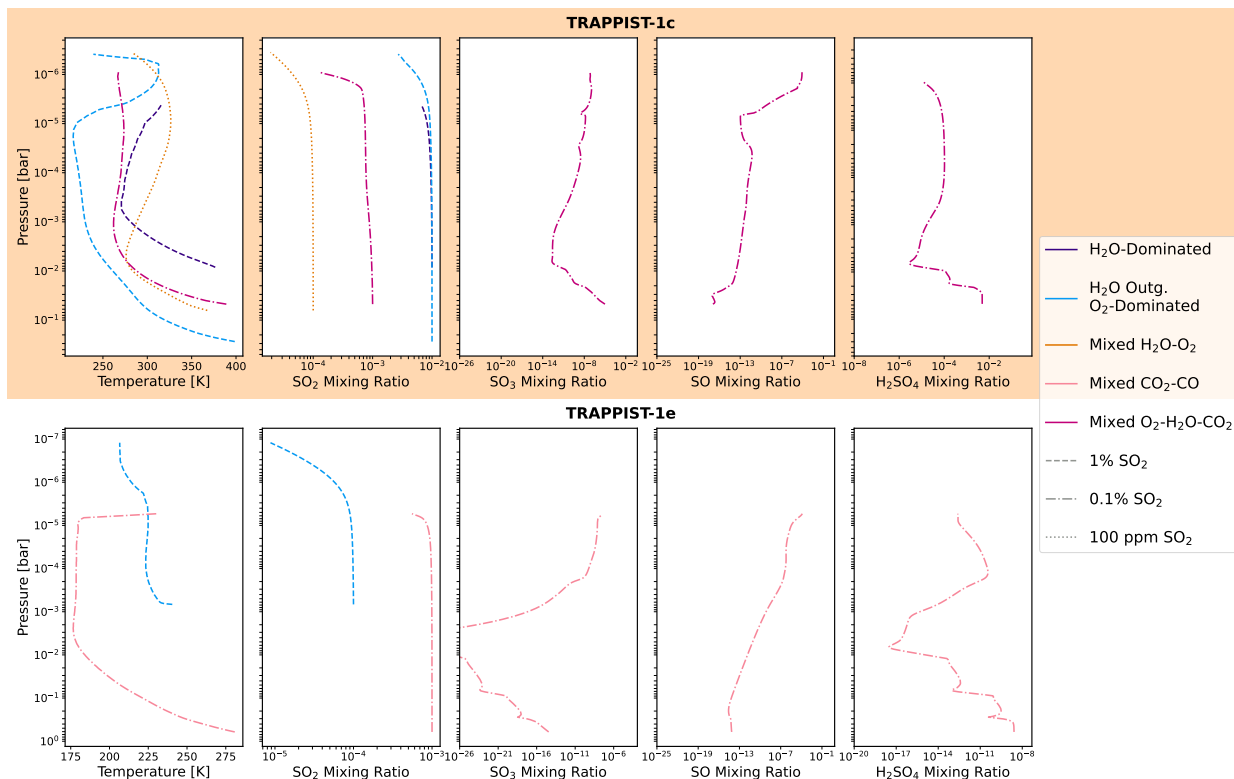 TRAPPIST-1c
Pressure [bar]
10⁻⁶
10⁻⁵
10⁻⁴
10⁻³
10⁻²
10⁻¹
250 300 350 400
Temperature [K]
10⁻⁴ 10⁻³ 10⁻²
SO₂ Mixing Ratio
10⁻²⁶ 10⁻²⁰ 10⁻¹⁴ 10⁻⁸ 10⁻²
SO₃ Mixing Ratio
10⁻²⁵ 10⁻¹⁹ 10⁻¹³ 10⁻⁷ 10⁻¹
SO Mixing Ratio
10⁻⁸ 10⁻⁶ 10⁻⁴ 10⁻²
H₂SO₄ Mixing Ratio
H₂O-Dominated
H₂O Outg.
O₂-Dominated
Mixed H₂O-O₂
Mixed CO₂-CO
Mixed O₂-H₂O-CO₂
1% SO₂
0.1% SO₂
100 ppm SO₂
TRAPPIST-1e
Pressure [bar]
10⁻⁷
10⁻⁶
10⁻⁵
10⁻⁴
10⁻³
10⁻²
10⁻¹
10⁰
175 200 225 250 275
Temperature [K]
10⁻⁵ 10⁻⁴ 10⁻³
SO₂ Mixing Ratio
10⁻²⁶ 10⁻²¹ 10⁻¹⁶ 10⁻¹¹ 10⁻⁶
SO₃ Mixing Ratio
10⁻²⁵ 10⁻¹⁹ 10⁻¹³ 10⁻⁷ 10⁻¹
SO Mixing Ratio
10⁻²⁰ 10⁻¹⁷ 10⁻¹⁴ 10⁻¹¹ 10⁻⁸
H₂SO₄ Mixing Ratio